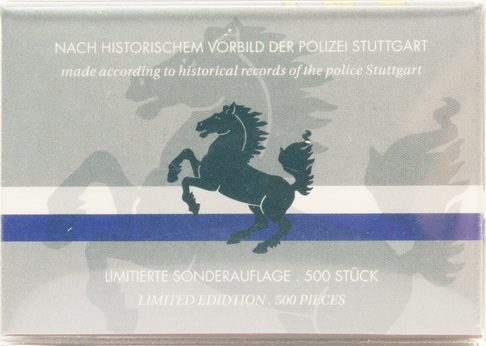 NACH HISTORISCHEM VORBILD DER POLIZEI STUTTGART
made according to historical records of the police Stuttgart
LIMITIERTE SONDERAUFLAGE . 500 STÜCK
LIMITED EDIDTION . 500 PIECES